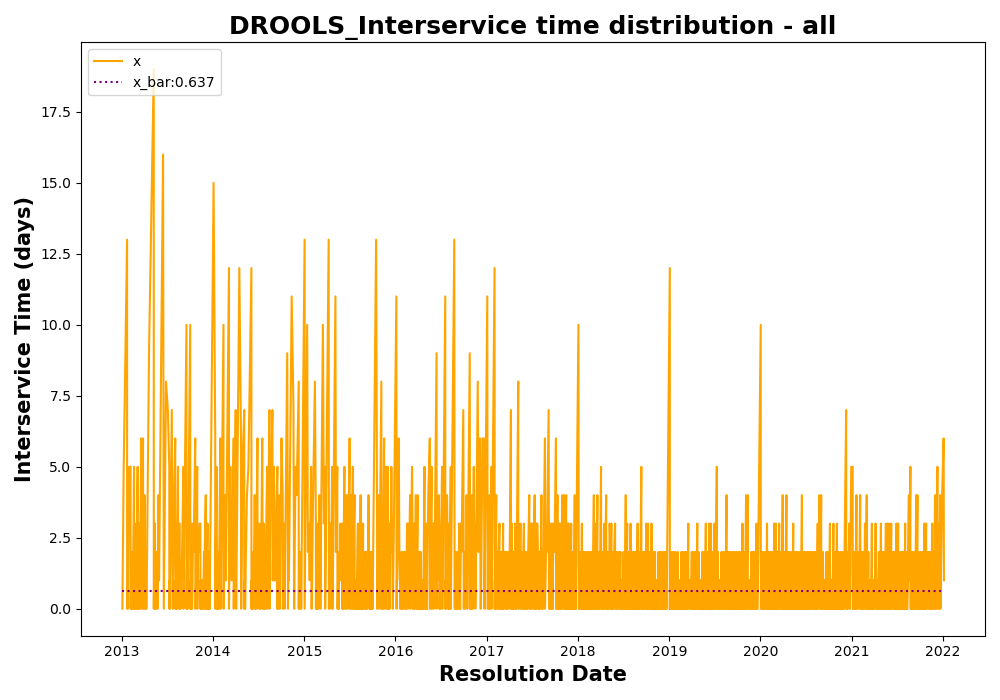 DROOLS_Interservice time distribution - all
x
x_bar:0.637
Interservice Time (days)
17.5
15.0
12.5
10.0
7.5
5.0
2.5
0.0
2013 2014 2015 2016 2017 2018 2019 2020 2021 2022
Resolution Date